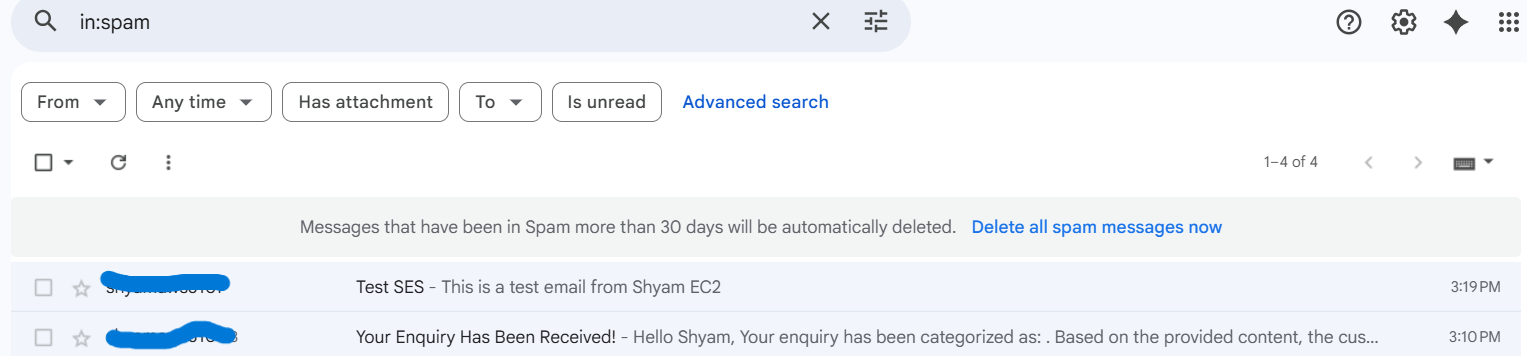 in:spam
From Any time Has attachment To Is unread Advanced search
1–4 of 4
Messages that have been in Spam more than 30 days will be automatically deleted. Delete all spam messages now
Test SES - This is a test email from Shyam EC2 3:19 PM
Your Enquiry Has Been Received! - Hello Shyam, Your enquiry has been categorized as: . Based on the provided content, the cus... 3:10 PM